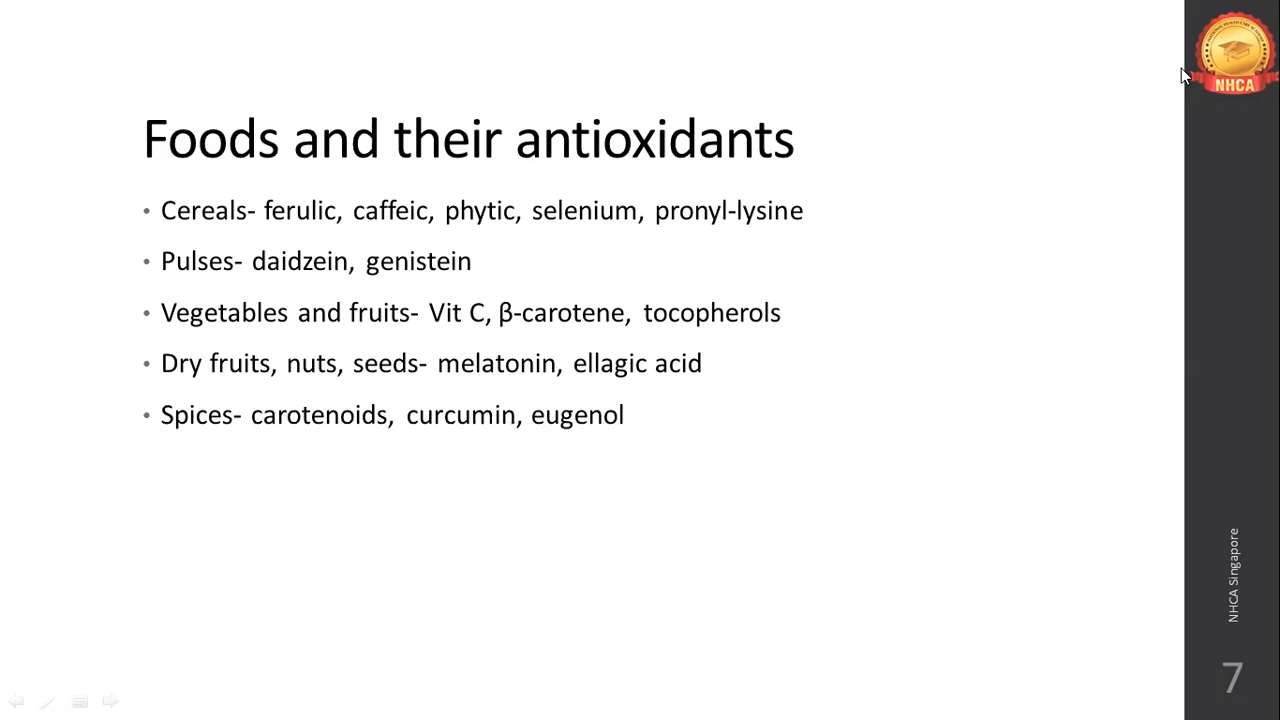 NHCA
Foods and their antioxidants
• Cereals- ferulic, caffeic, phytic, selenium, pronyl-lysine
• Pulses- daidzein, genistein
• Vegetables and fruits- Vit C, β-carotene, tocopherols
• Dry fruits, nuts, seeds- melatonin, ellagic acid
• Spices- carotenoids, curcumin, eugenol
NHCA Singapore
7